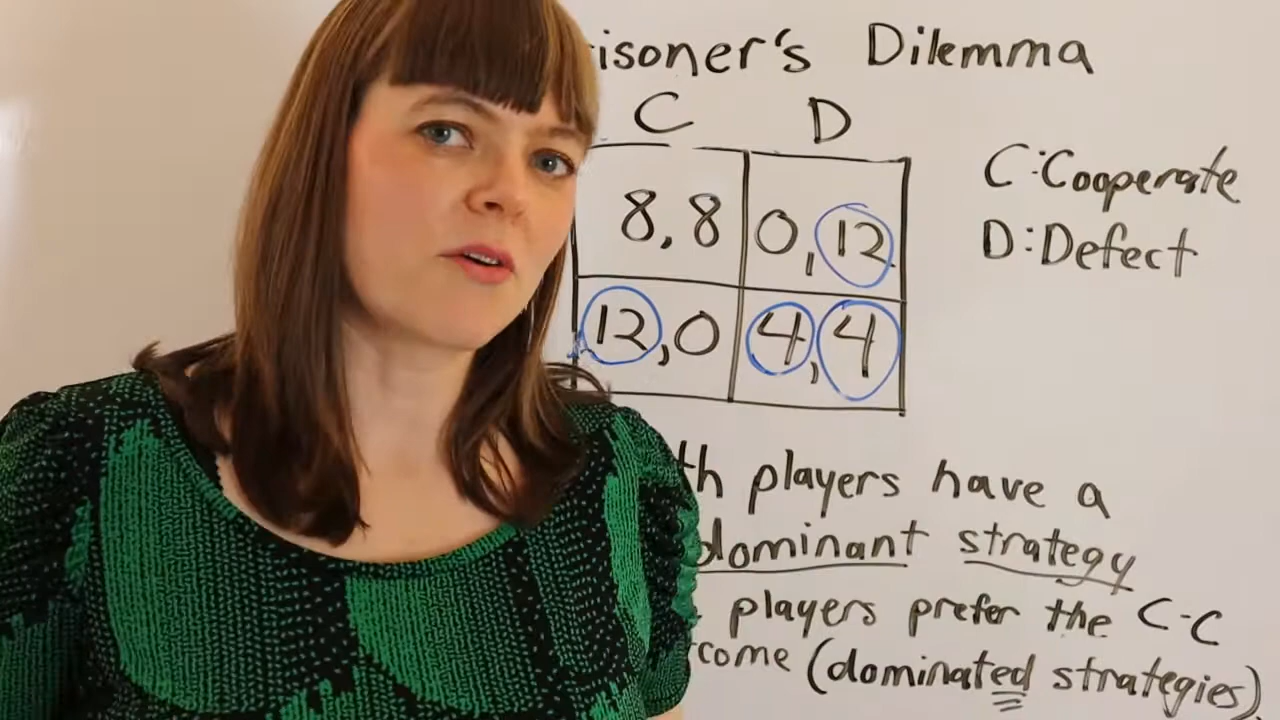 isoner's Dilemma
C D
8,8 0,12
12,0 4,4
C:Cooperate
D:Defect
th players have a
dominant strategy
players prefer the C-C
come (dominated strategies)